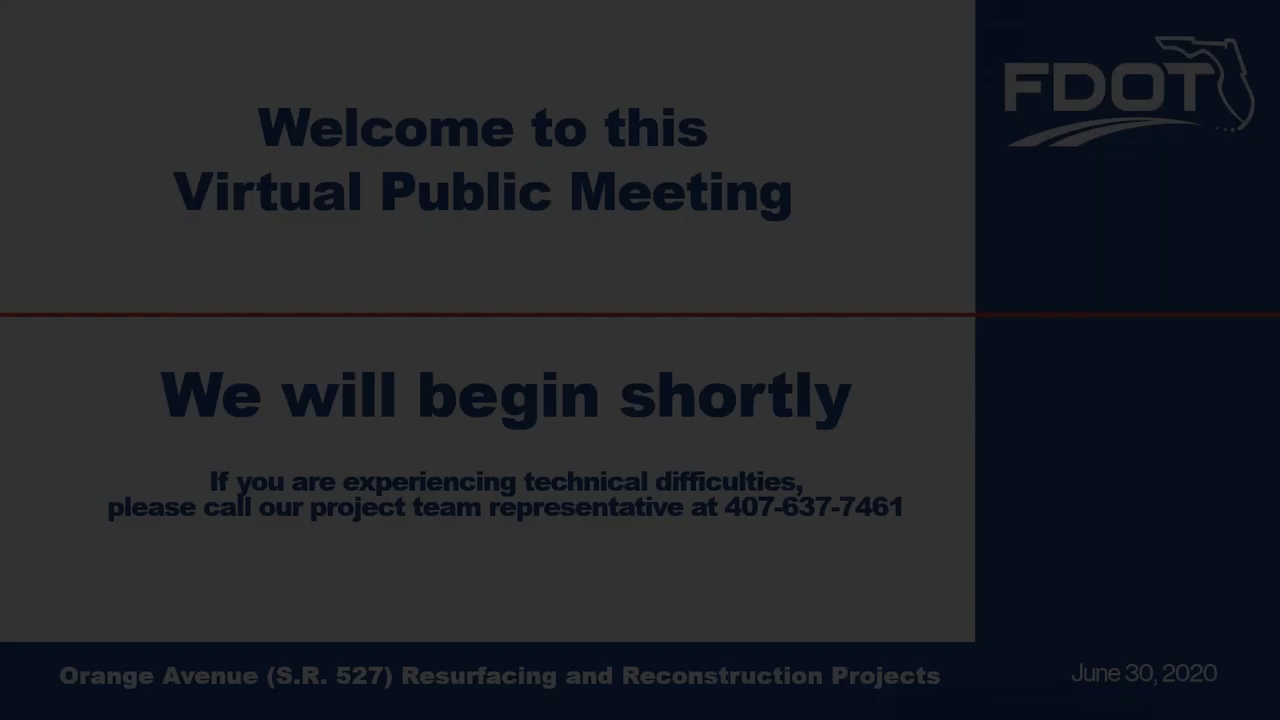 FDOT
Welcome to this
Virtual Public Meeting
We will begin shortly
If you are experiencing technical difficulties,
please call our project team representative at 407-637-7461
Orange Avenue (S.R. 527) Resurfacing and Reconstruction Projects
June 30, 2020